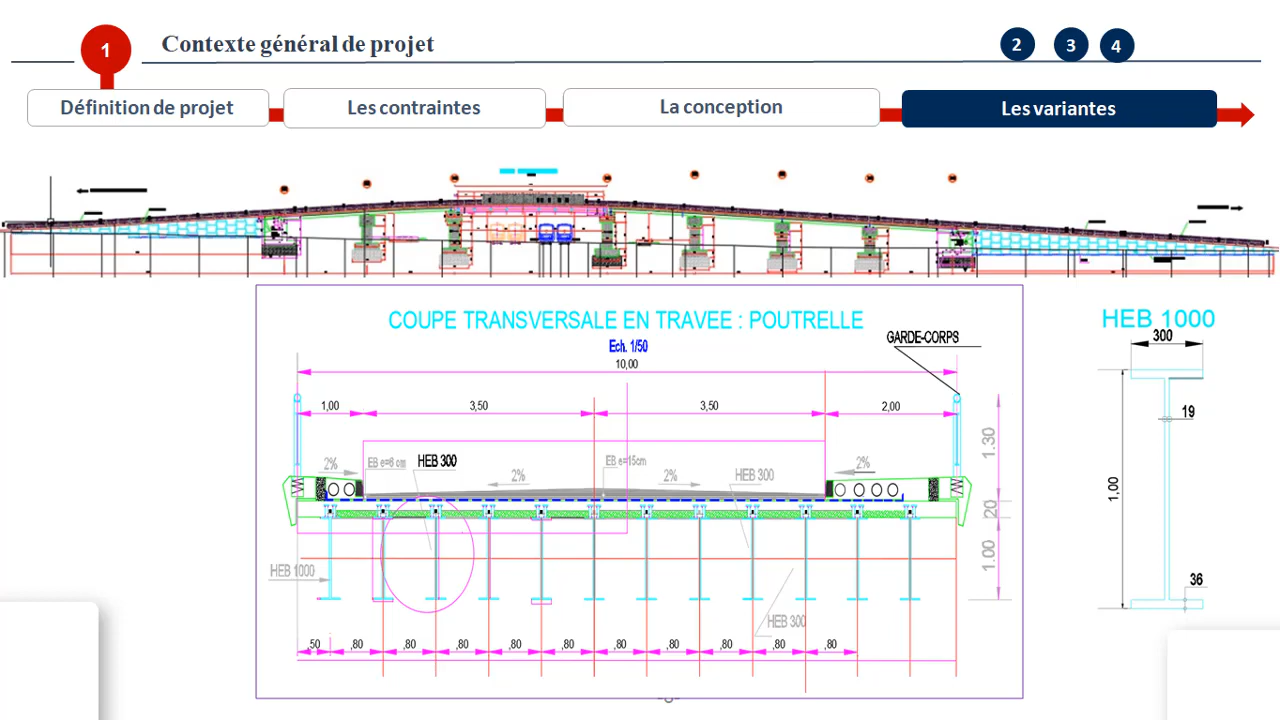 1
Contexte général de projet
2
3
4
Définition de projet
Les contraintes
La conception
Les variantes
COUPE TRANSVERSALE EN TRAVEE : POUTRELLE
Ech. 1/50
GARDE-CORPS
10,00
1,00
3,50
3,50
2,00
1.30
2%
EB e=6 cm
HEB 300
2%
EB e=15cm
2%
HEB 300
2%
20
1.00
HEB 1000
HEB 300
,50
,80
,80
,80
,80
,80
,80
,80
,80
,80
,80
HEB 1000
300
19
1,00
36